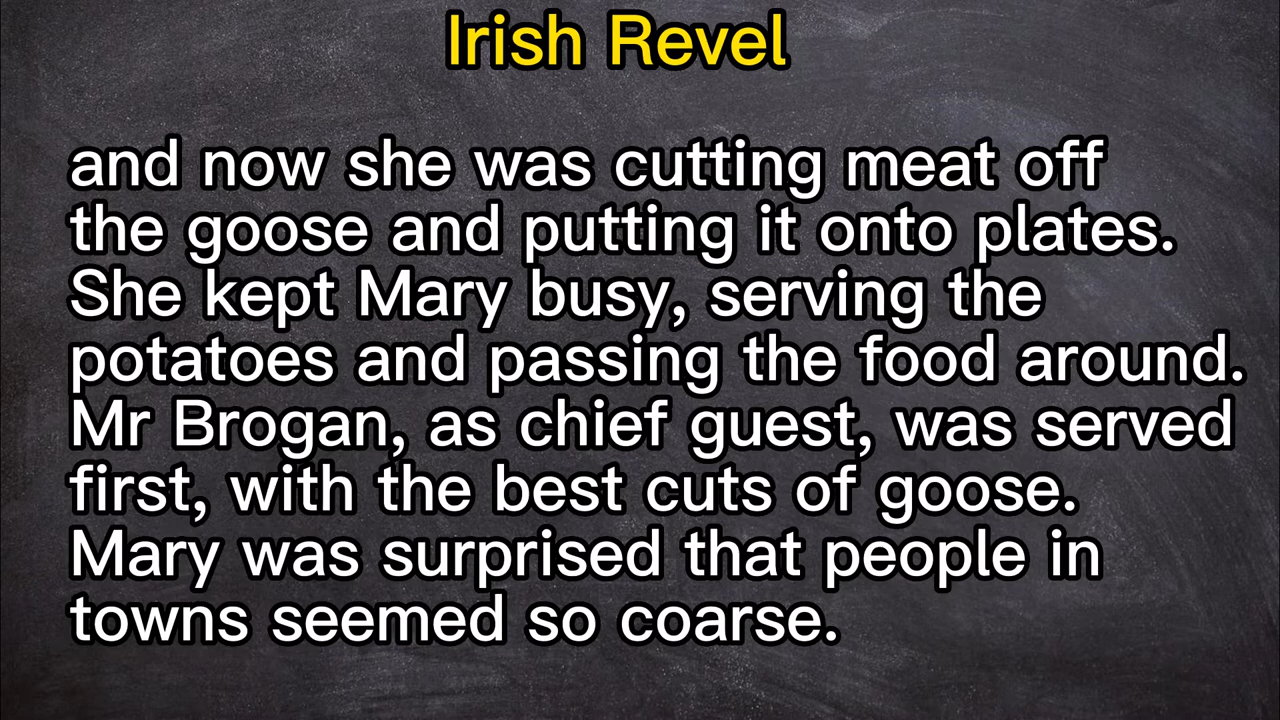 Irish Revel
and now she was cutting meat off
the goose and putting it onto plates.
She kept Mary busy, serving the
potatoes and passing the food around.
Mr Brogan, as chief guest, was served
first, with the best cuts of goose.
Mary was surprised that people in
towns seemed so coarse.